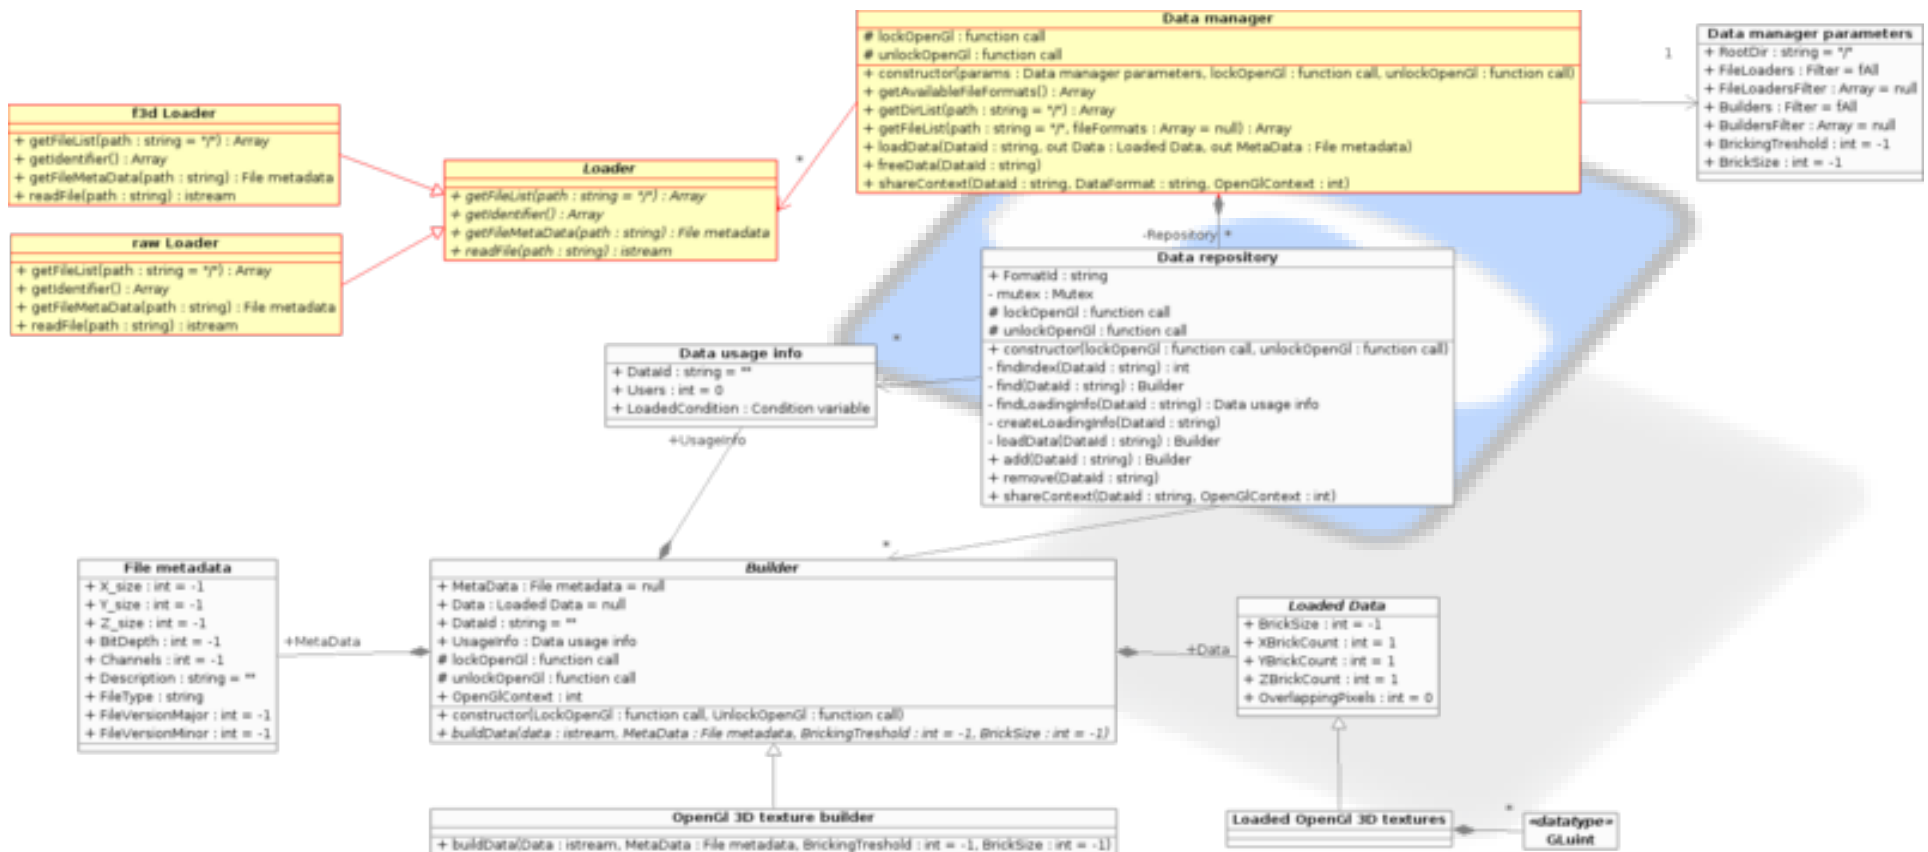 Data manager
# lockOpenGl : function call
# unlockOpenGl : function call
+ constructor(params : Data manager parameters, lockOpenGl : function call, unlockOpenGl : function call)
+ getAvailableFileFormats() : Array
+ getDirList(path : string = "/") : Array
+ getFileList(path : string = "/", fileFormats : Array = null) : Array
+ loadData(DataId : string, out Data : Loaded Data, out MetaData : File metadata)
+ freeData(DataId : string)
+ shareContext(DataId : string, DataFormat : string, OpenGlContext : int)
1
Data manager parameters
+ RootDir : string = "/"
+ FileLoaders : Filter = fAll
+ FileLoadersFilter : Array = null
+ Builders : Filter = fAll
+ BuildersFilter : Array = null
+ BrickingTreshold : int = -1
+ BrickSize : int = -1
f3d Loader
+ getFileList(path : string = "/") : Array
+ getIdentifier() : Array
+ getFileMetaData(path : string) : File metadata
+ readFile(path : string) : istream
*
Loader
+ getFileList(path : string = "/") : Array
+ getIdentifier() : Array
+ getFileMetaData(path : string) : File metadata
+ readFile(path : string) : istream
raw Loader
+ getFileList(path : string = "/") : Array
+ getIdentifier() : Array
+ getFileMetaData(path : string) : File metadata
+ readFile(path : string) : istream
-Repository *
Data repository
+ FomatId : string
- mutex : Mutex
# lockOpenGl : function call
# unlockOpenGl : function call
+ constructor(lockOpenGl : function call, unlockOpenGl : function call)
- findIndex(DataId : string) : int
- find(DataId : string) : Builder
- findLoadingInfo(DataId : string) : Data usage info
- createLoadingInfo(DataId : string)
- loadData(DataId : string) : Builder
+ add(DataId : string) : Builder
+ remove(DataId : string)
+ shareContext(DataId : string, OpenGlContext : int)
*
Data usage info
+ DataId : string = ""
+ Users : int = 0
+ LoadedCondition : Condition variable
+UsageInfo
*
File metadata
+ X_size : int = -1
+ Y_size : int = -1
+ Z_size : int = -1
+ BitDepth : int = -1
+ Channels : int = -1
+ Description : string = ""
+ FileType : string
+ FileVersionMajor : int = -1
+ FileVersionMinor : int = -1
+MetaData
Builder
+ MetaData : File metadata = null
+ Data : Loaded Data = null
+ DataId : string = ""
+ UsageInfo : Data usage info
# lockOpenGl : function call
# unlockOpenGl : function call
+ OpenGlContext : int
+ constructor(LockOpenGl : function call, UnlockOpenGl : function call)
+ buildData(data : istream, MetaData : File metadata, BrickingTreshold : int = -1, BrickSize : int = -1)
+Data
Loaded Data
+ BrickSize : int = -1
+ XBrickCount : int = 1
+ YBrickCount : int = 1
+ ZBrickCount : int = 1
+ OverlappingPixels : int = 0
OpenGl 3D texture builder
+ buildData(Data : istream, MetaData : File metadata, BrickingTreshold : int = -1, BrickSize : int = -1)
Loaded OpenGl 3D textures
*
«datatype»
GLuint